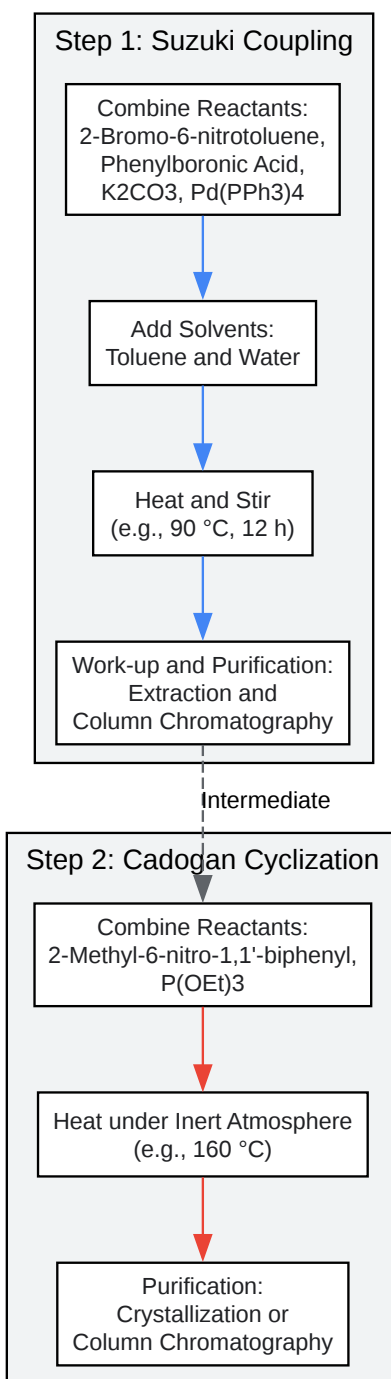 Step 1: Suzuki Coupling
Combine Reactants:
2-Bromo-6-nitrotoluene,
Phenylboronic Acid,
K2CO3, Pd(PPh3)4
Add Solvents:
Toluene and Water
Heat and Stir
(e.g., 90 °C, 12 h)
Work-up and Purification:
Extraction and
Column Chromatography
Intermediate
Step 2: Cadogan Cyclization
Combine Reactants:
2-Methyl-6-nitro-1,1'-biphenyl,
P(OEt)3
Heat under Inert Atmosphere
(e.g., 160 °C)
Purification:
Crystallization or
Column Chromatography